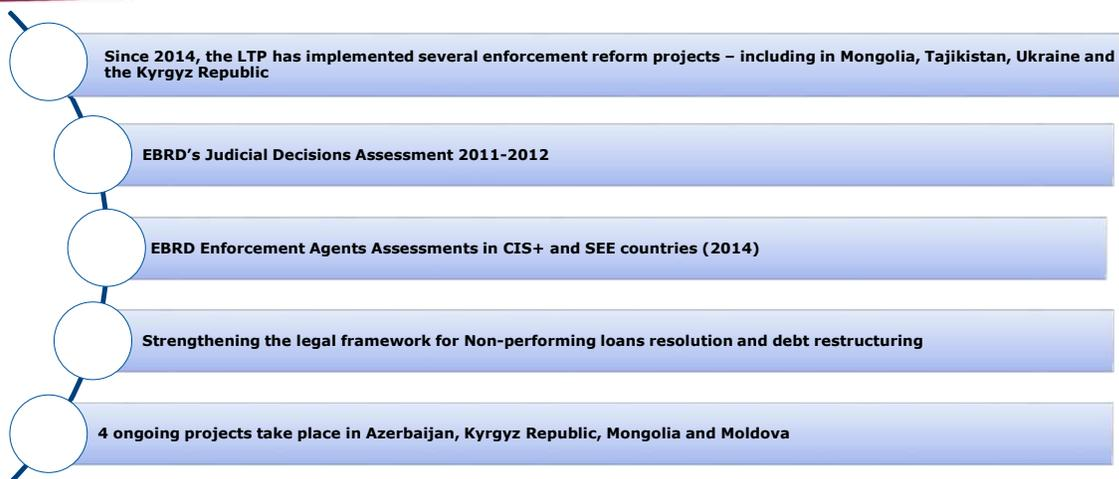 Since 2014, the LTP has implemented several enforcement reform projects – including in Mongolia, Tajikistan, Ukraine and
the Kyrgyz Republic
EBRD’s Judicial Decisions Assessment 2011-2012
EBRD Enforcement Agents Assessments in CIS+ and SEE countries (2014)
Strengthening the legal framework for Non-performing loans resolution and debt restructuring
4 ongoing projects take place in Azerbaijan, Kyrgyz Republic, Mongolia and Moldova